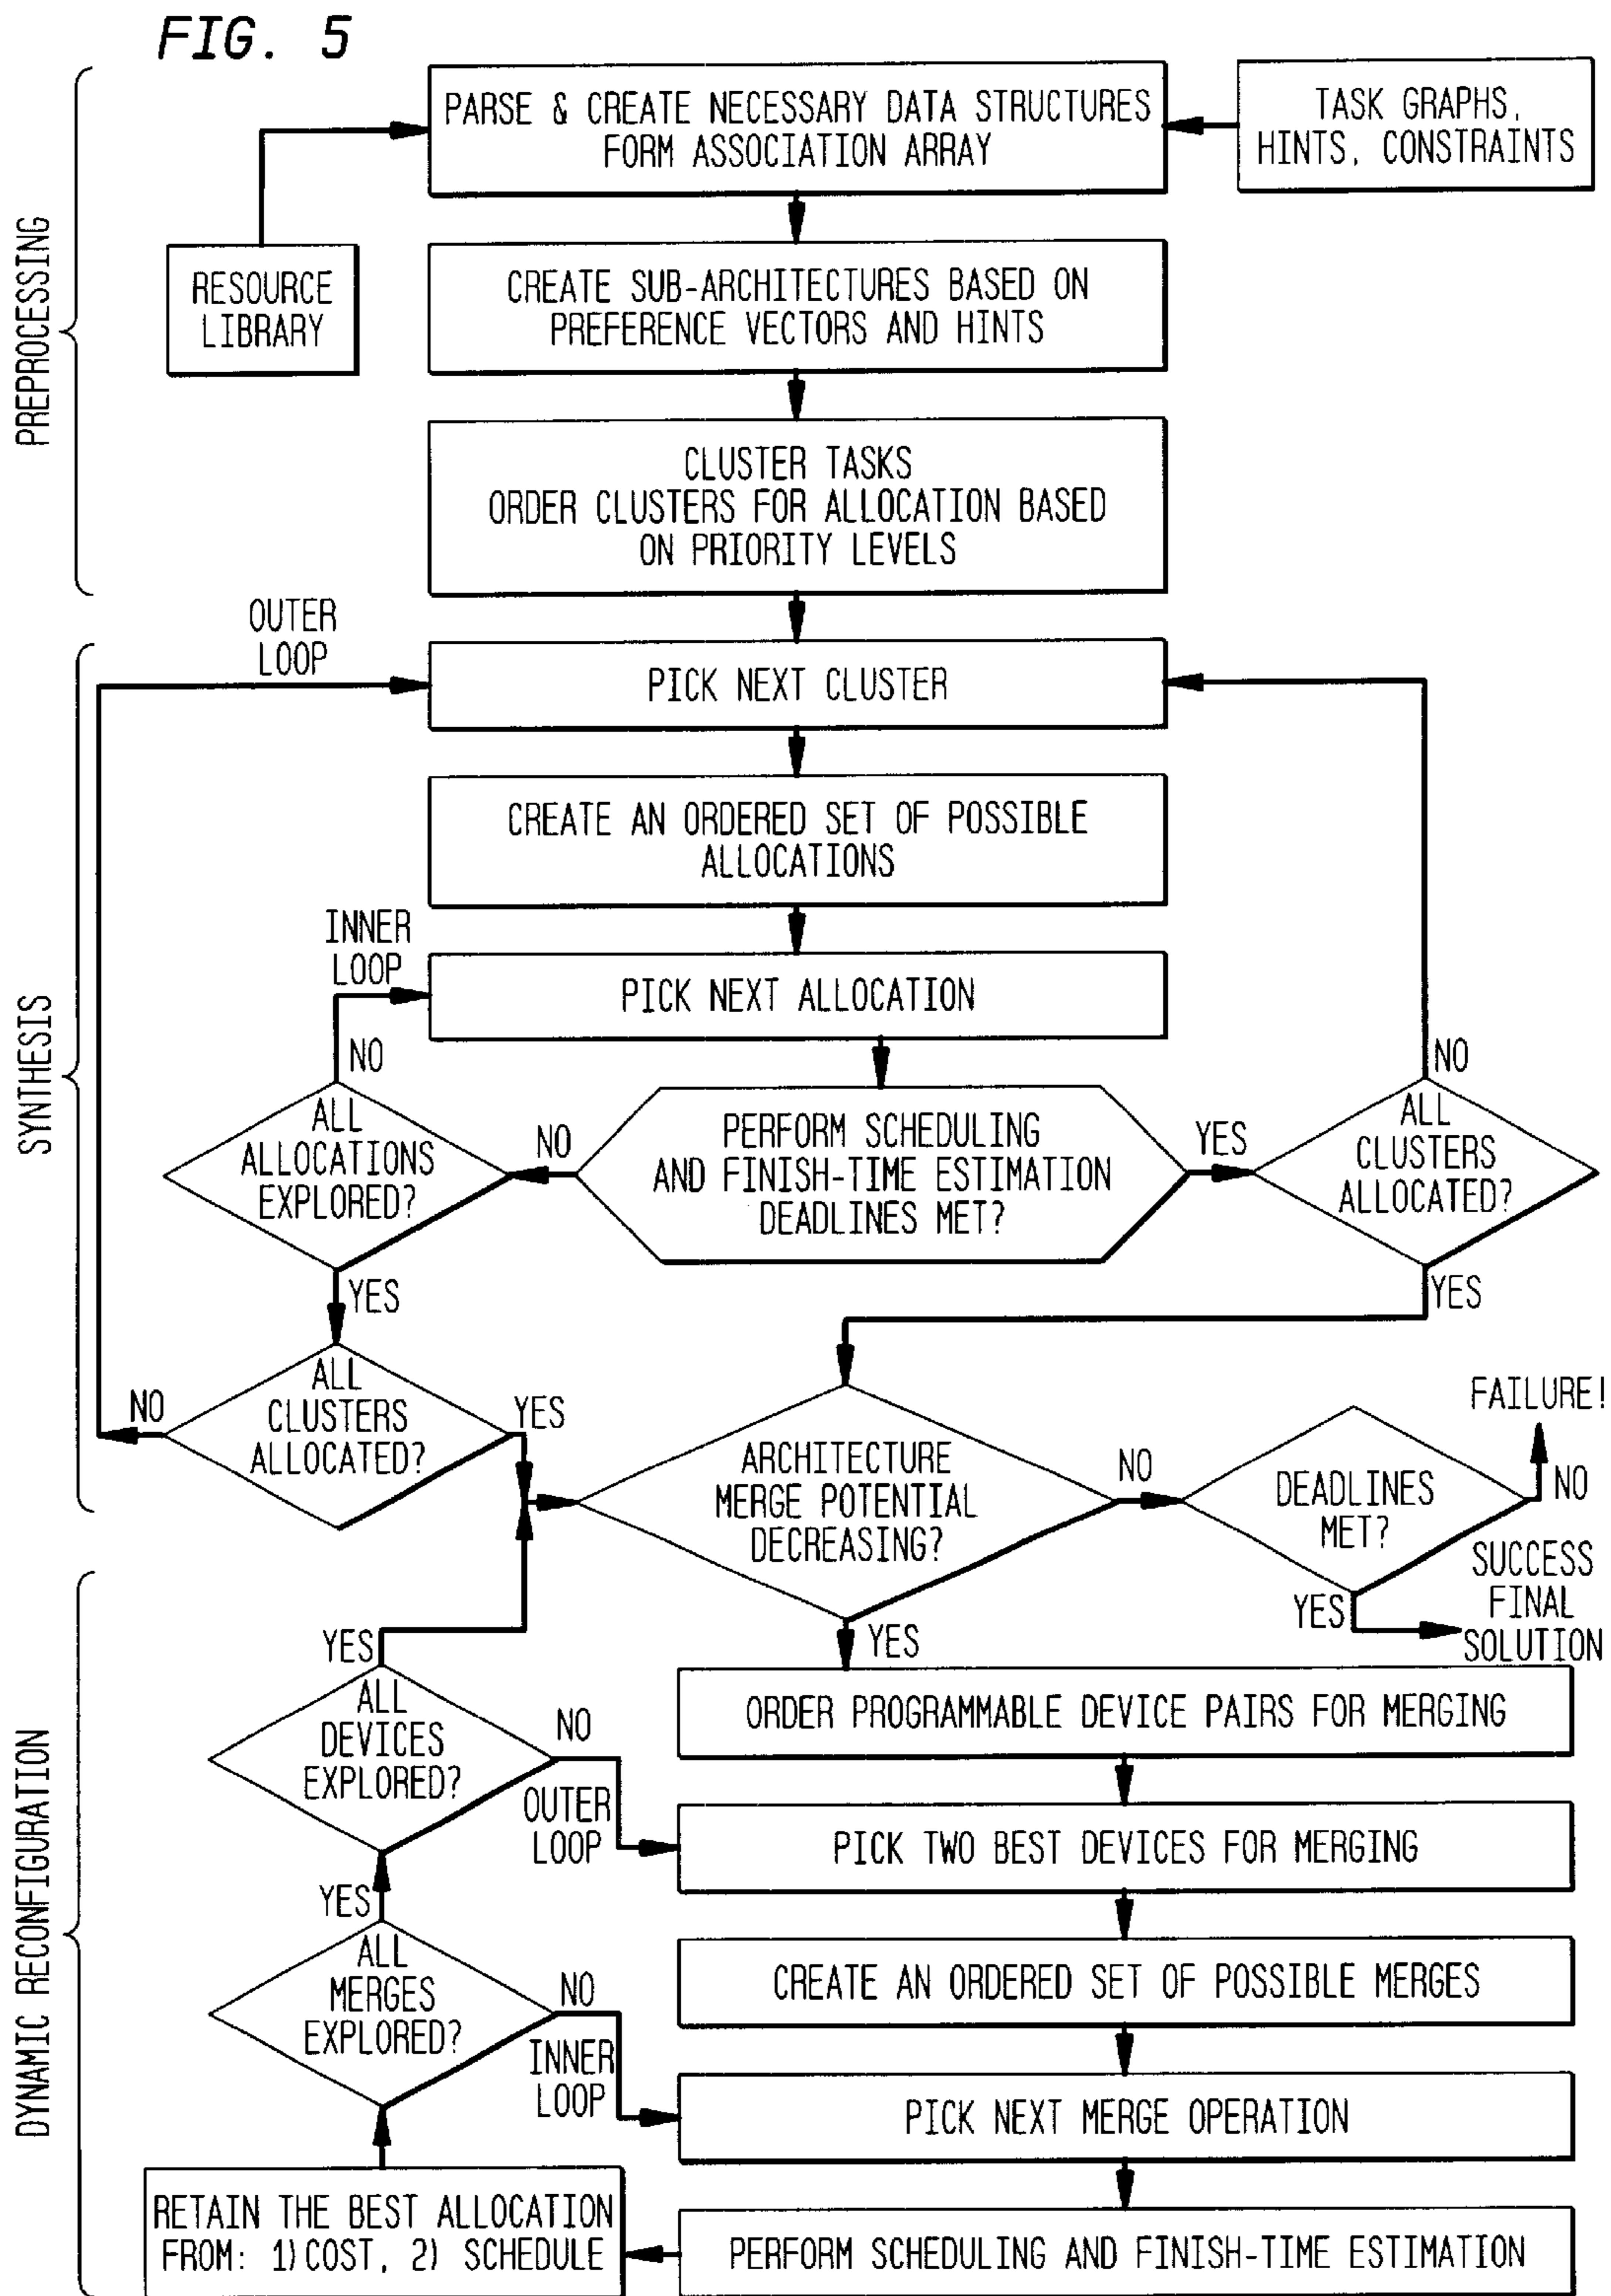 FIG. 5
PREPROCESSING
PARSE & CREATE NECESSARY DATA STRUCTURES
FORM ASSOCIATION ARRAY
TASK GRAPHS,
HINTS, CONSTRAINTS
RESOURCE
LIBRARY
CREATE SUB-ARCHITECTURES BASED ON
PREFERENCE VECTORS AND HINTS
CLUSTER TASKS
ORDER CLUSTERS FOR ALLOCATION BASED
ON PRIORITY LEVELS
SYNTHESIS
OUTER
LOOP
PICK NEXT CLUSTER
CREATE AN ORDERED SET OF POSSIBLE
ALLOCATIONS
INNER
LOOP
PICK NEXT ALLOCATION
NO
ALL
ALLOCATIONS
EXPLORED?
NO
PERFORM SCHEDULING
AND FINISH-TIME ESTIMATION
DEADLINES MET?
YES
NO
ALL
CLUSTERS
ALLOCATED?
YES
YES
NO
ALL
CLUSTERS
ALLOCATED?
YES
ARCHITECTURE
MERGE POTENTIAL
DECREASING?
NO
DEADLINES
MET?
FAILURE!
NO
YES
SUCCESS
FINAL
SOLUTION
YES
DYNAMIC RECONFIGURATION
YES
ALL
DEVICES
EXPLORED?
NO
OUTER
LOOP
ORDER PROGRAMMABLE DEVICE PAIRS FOR MERGING
PICK TWO BEST DEVICES FOR MERGING
YES
ALL
MERGES
EXPLORED?
NO
INNER
LOOP
CREATE AN ORDERED SET OF POSSIBLE MERGES
PICK NEXT MERGE OPERATION
RETAIN THE BEST ALLOCATION
FROM: 1) COST, 2) SCHEDULE
PERFORM SCHEDULING AND FINISH-TIME ESTIMATION